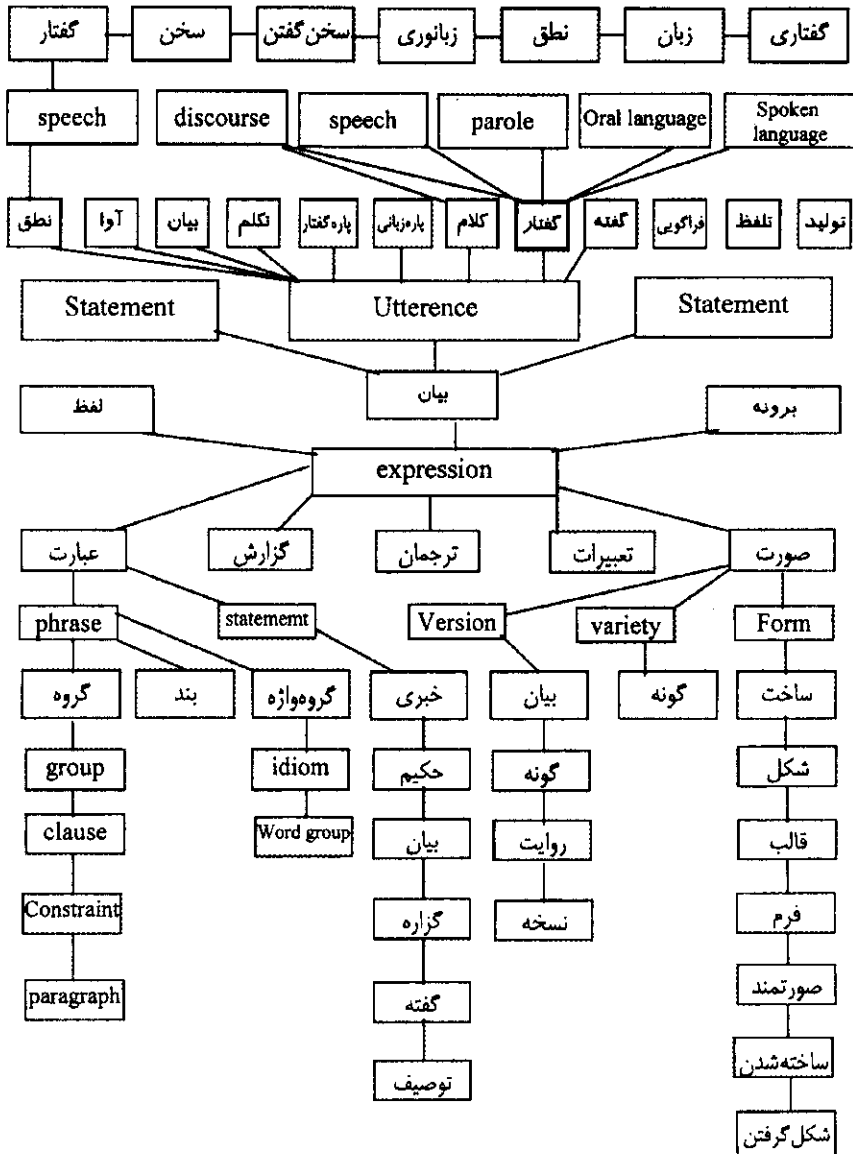 گفتار
سخن
سخن گفتن
زبانوری
نطق
زبان
گفتاری
speech
discourse
speech
parole
Oral language
Spoken
language
نطق
آوا
بیان
تکلم
پاره‌گفتار
پاره‌زبانی
کلام
گفتار
گفته
فراگویی
تلفظ
تولید
Statement
Utterence
Statement
بیان
لفظ
برونه
expression
عبارت
گزارش
ترجمان
تعبیرات
صورت
phrase
statememt
Version
variety
Form
گروه
بند
گروه‌واژه
خبری
بیان
گونه
ساخت
group
idiom
حکیم
گونه
شکل
clause
Word group
بیان
روایت
قالب
Constraint
گزاره
نسخه
فرم
paragraph
گفته
صورتمند
توصیف
ساخته‌شدن
شکل‌گرفتن